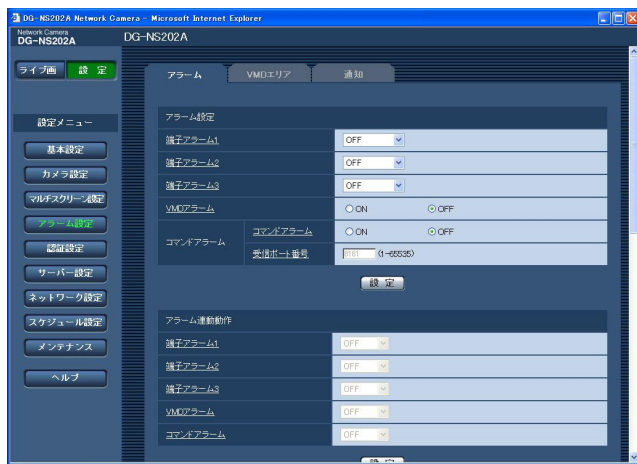 DG-NS202A Network Camera - Microsoft Internet Explorer
Network Camera
DG-NS202A
DG-NS202A
ライブ画 設 定
アラーム VMDエリア 通知
設定メニュー
基本設定
カメラ設定
マルチスクリーン設定
アラーム設定
認証設定
サーバー設定
ネットワーク設定
スケジュール設定
メンテナンス
ヘルプ
アラーム設定
端子アラーム1 OFF
端子アラーム2 OFF
端子アラーム3 OFF
VMDアラーム ON OFF
コマンドアラーム コマンドアラーム ON OFF
受信ポート番号 8181 (1-65535)
設 定
アラーム連動動作
端子アラーム1 OFF
端子アラーム2 OFF
端子アラーム3 OFF
VMDアラーム OFF
コマンドアラーム OFF
設 定